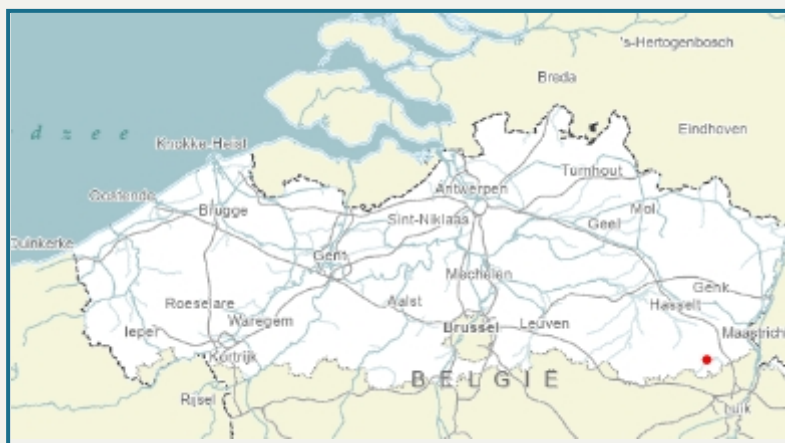 's-Hertogenbosch
Breda
d z e e
Eindhoven
Knokke-Heist
Turnhout
Antwerpen
Oostende
Brugge
Sint-Niklaas
Mol
Geel
Duinkerke
Gent
Mechelen
Genk
Roeselare
Aalst
Hasselt
Ieper
Waregem
Brussel
Leuven
Maastrich
Kortrijk
BELGIË
Rijsel
Luik